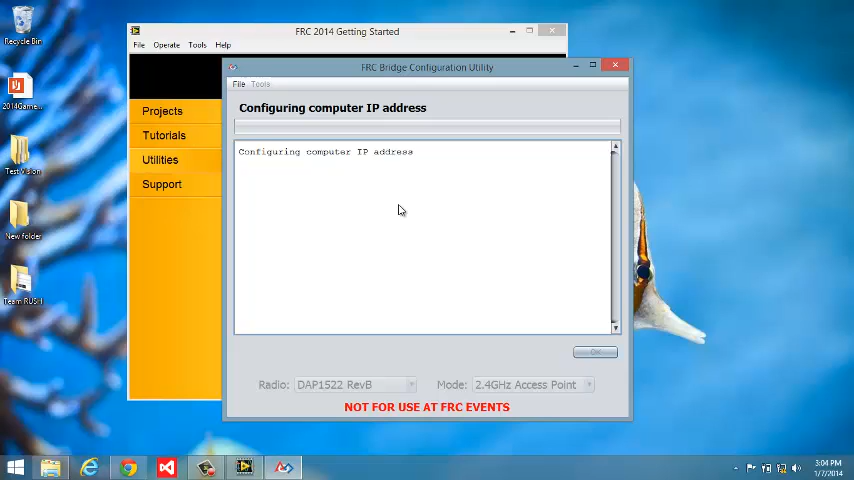 Recycle Bin
2014Game...
Test Vision
New folder
Team RUSH
FRC 2014 Getting Started
File Operate Tools Help
Projects
Tutorials
Utilities
Support
FRC Bridge Configuration Utility
File Tools
Configuring computer IP address
Configuring computer IP address
OK
Radio: DAP1522 RevB Mode: 2.4GHz Access Point
NOT FOR USE AT FRC EVENTS
3:04 PM
1/7/2014